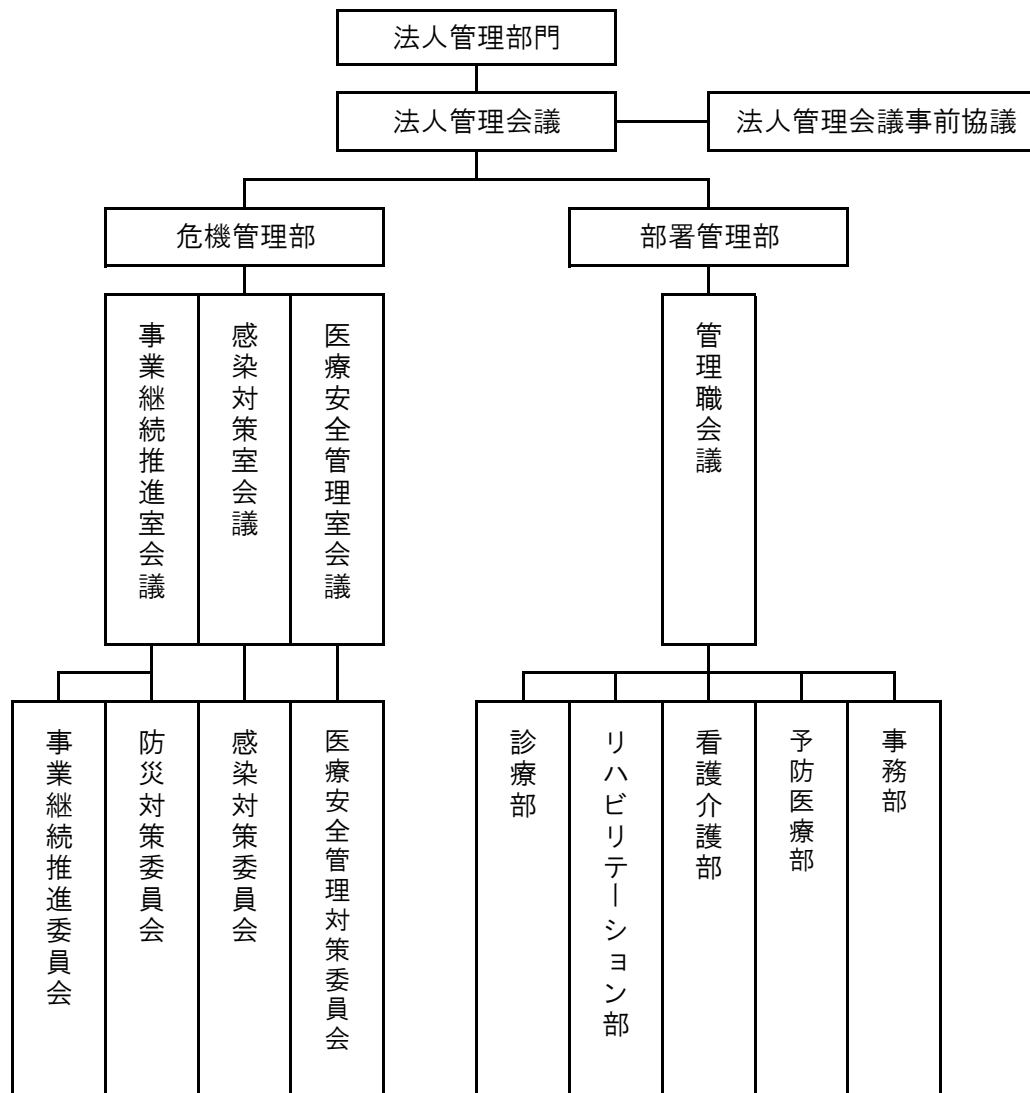 法人管理部門
法人管理会議
法人管理会議事前協議
危機管理部
部署管理部
事業継続推進室会議
感染対策室会議
医療安全管理室会議
管理職会議
事業継続推進委員会
防災対策委員会
感染対策委員会
医療安全管理対策委員会
診療部
リハビリテーション部
看護介護部
予防医療部
事務部